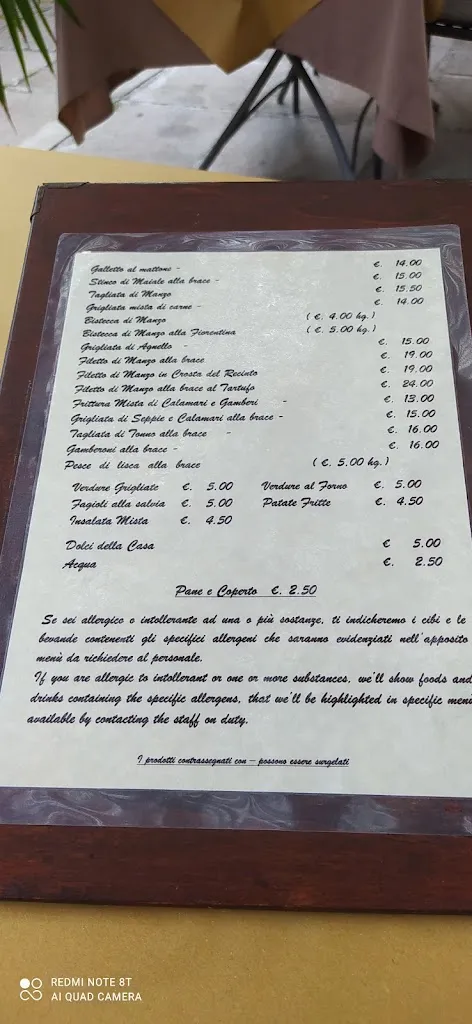 Galletto al mattone - €. 14.00
Stinco di Maiale alla brace - €. 15.00
Tagliata di Manzo €. 15.50
Grigliata mista di carne - €. 14.00
Bistecca di Manzo ( €. 4.00 hg.)
Bistecca di Manzo alla Fiorentina ( €. 5.00 hg.)
Grigliata di Agnello - €. 15.00
Filetto di Manzo alla brace €. 19.00
Filetto di Manzo in Crosta del Recinto €. 19.00
Filetto di Manzo alla brace al Tartufo €. 24.00
Frittura Mista di Calamari e Gamberi - €. 13.00
Grigliata di Seppie e Calamari alla brace - €. 15.00
Tagliata di Tonno alla brace - €. 16.00
Gamberoni alla brace - €. 16.00
Pesce di lisca alla brace ( €. 5.00 hg.)
Verdure Grigliate €. 5.00 Verdure al Forno €. 5.00
Fagioli alla salvia €. 5.00 Patate Fritte €. 4.50
Insalata Mista €. 4.50
Dolci della Casa € 5.00
Acqua €. 2.50
Pane e Coperto €. 2.50
Se sei allergico o intollerante ad una o più sostanze, ti indicheremo i cibi e le
bevande contenenti gli specifici allergeni che saranno evidenziati nell'apposito
menù da richiedere al personale.
If you are allergic to intollerant or one or more substances, we'll show foods and
drinks containing the specific allergens, that we'll be highlighted in specific menù
available by contacting the staff on duty.
I prodotti contrassegnati con - possono essere surgelati
REDMI NOTE 8T
AI QUAD CAMERA